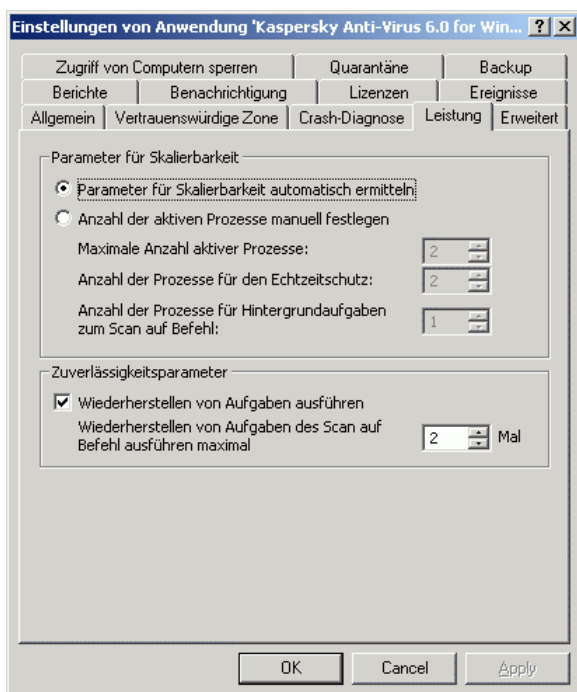 Einstellungen von Anwendung 'Kaspersky Anti-Virus 6.0 for Win...
Zugriff von Computern sperren
Quarantäne
Backup
Berichte
Benachrichtigung
Lizenzen
Ereignisse
Allgemein
Vertrauenswürdige Zone
Crash-Diagnose
Leistung
Erweitert
Parameter für Skalierbarkeit
Parameter für Skalierbarkeit automatisch ermitteln
Anzahl der aktiven Prozesse manuell festlegen
Maximale Anzahl aktiver Prozesse:
2
Anzahl der Prozesse für den Echtzeitschutz:
2
Anzahl der Prozesse für Hintergrundaufgaben
zum Scan auf Befehl:
1
Zuverlässigkeitsparameter
Wiederherstellen von Aufgaben ausführen
Wiederherstellen von Aufgaben des Scan auf
Befehl ausführen maximal
2
Mal
OK
Cancel
Apply